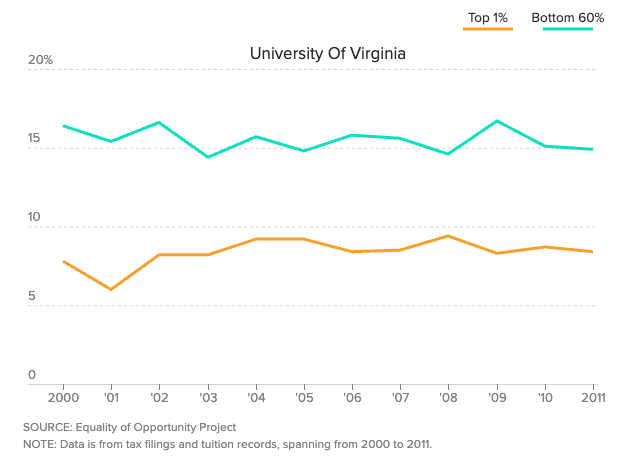 Top 1% Bottom 60%
University Of Virginia
20%
15
10
5
0
2000 '01 '02 '03 '04 '05 '06 '07 '08 '09 '10 2011
SOURCE: Equality of Opportunity Project
NOTE: Data is from tax filings and tuition records, spanning from 2000 to 2011.